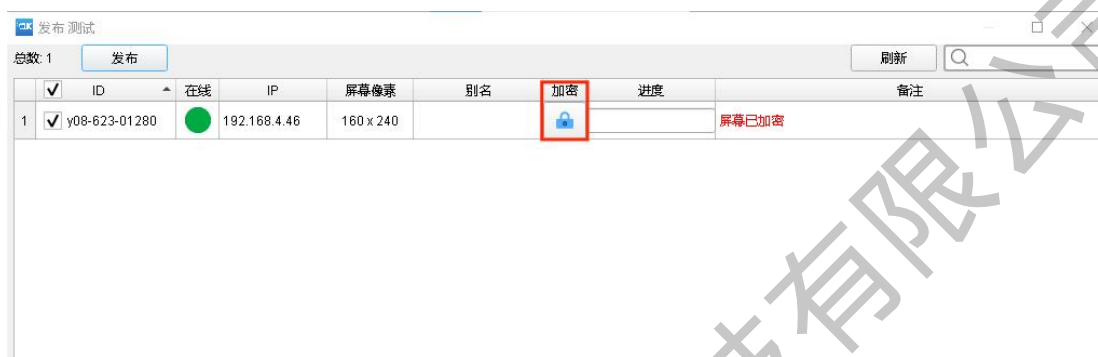 发布 测试
总数: 1 发布 刷新
ID 在线 IP 屏幕像素 别名 加密 进度 备注
1 y08-623-01280 192.168.4.46 160 x 240 屏幕已加密
技有限公司